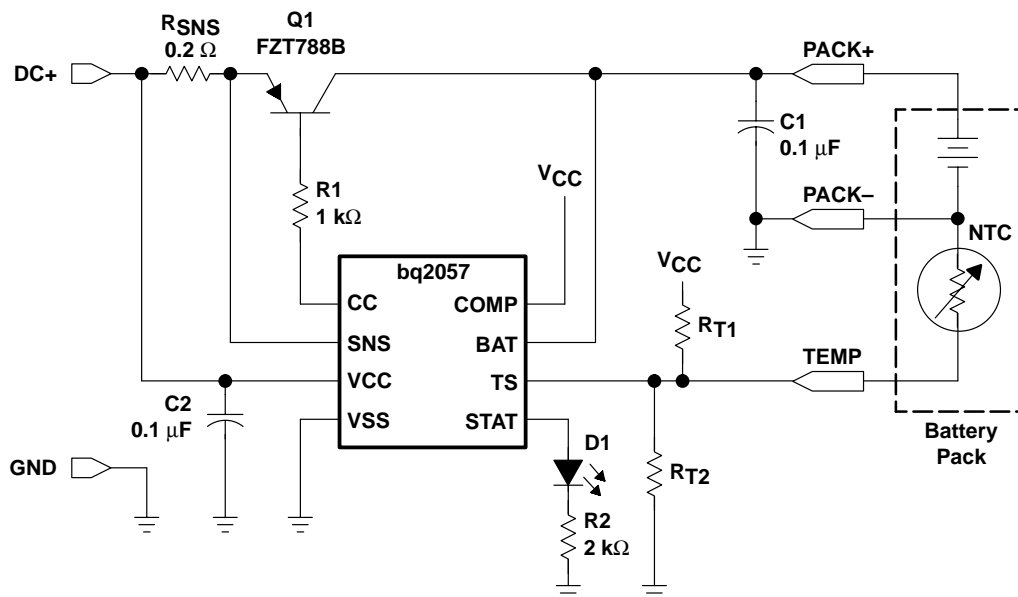 DC+
RSNS
0.2 Ω
Q1
FZT788B
PACK+
C1
0.1 μF
VCC
R1
1 kΩ
PACK–
NTC
bq2057
CC
SNS
VCC
VSS
COMP
BAT
TS
STAT
VCC
RT1
TEMP
C2
0.1 μF
D1
RT2
Battery
Pack
GND
R2
2 kΩ